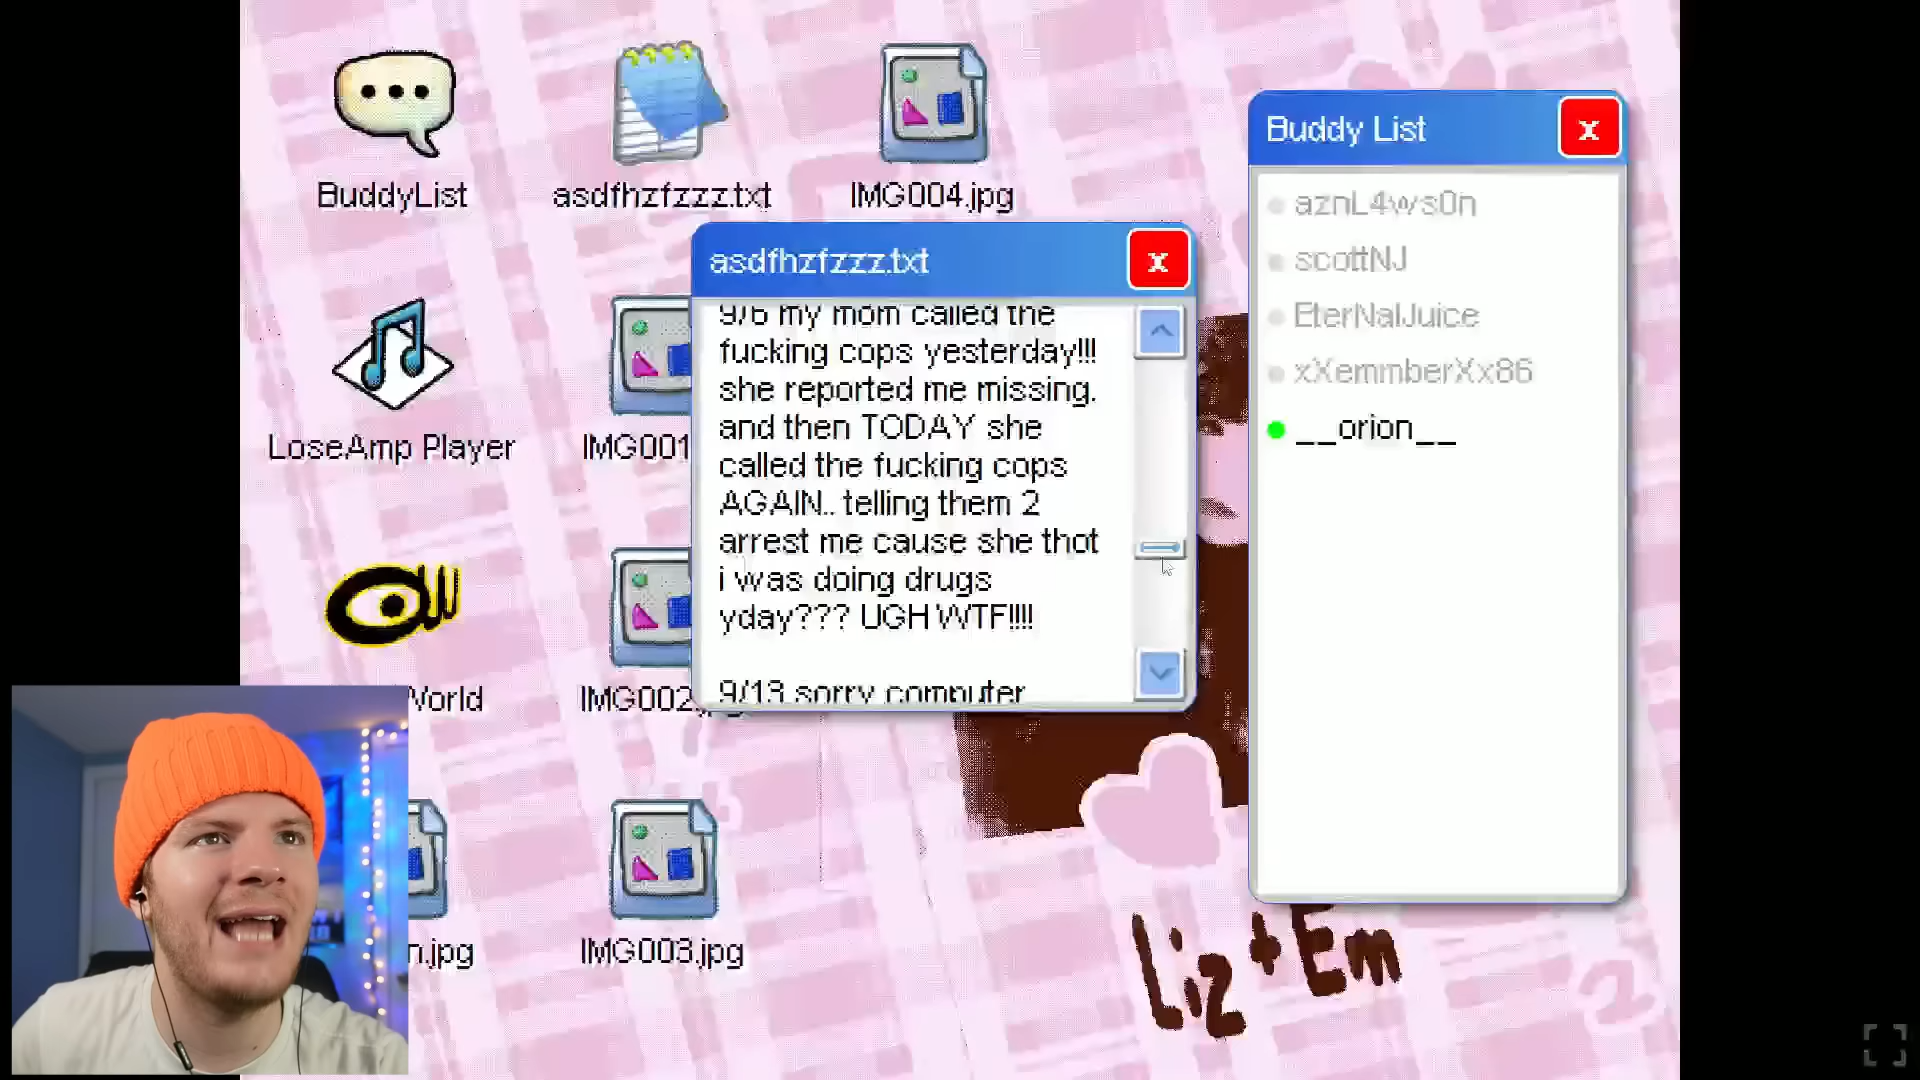 BuddyList
asdfhzfzzz.txt
IMG004.jpg
Buddy List
x
aznL4ws0n
scottNJ
EterNalJuice
xXemmberXx86
__orion__
asdfhzfzzz.txt
x
9/6 my mom called the
fucking cops yesterday!!!
she reported me missing.
and then TODAY she
called the fucking cops
AGAIN.. telling them 2
arrest me cause she thot
i was doing drugs
yday??? UGH WTF!!!!
9/13 sorry computer
LoseAmp Player
IMG001
World
IMG002
n.jpg
IMG003.jpg
Liz + Em